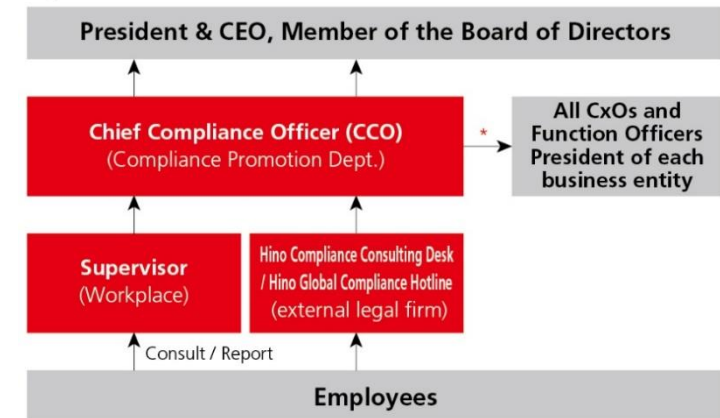 President & CEO, Member of the Board of Directors
Chief Compliance Officer (CCO)
(Compliance Promotion Dept.)
*
All CxOs and
Function Officers
President of each
business entity
Supervisor
(Workplace)
Hino Compliance Consulting Desk
/ Hino Global Compliance Hotline
(external legal firm)
Consult / Report
Employees